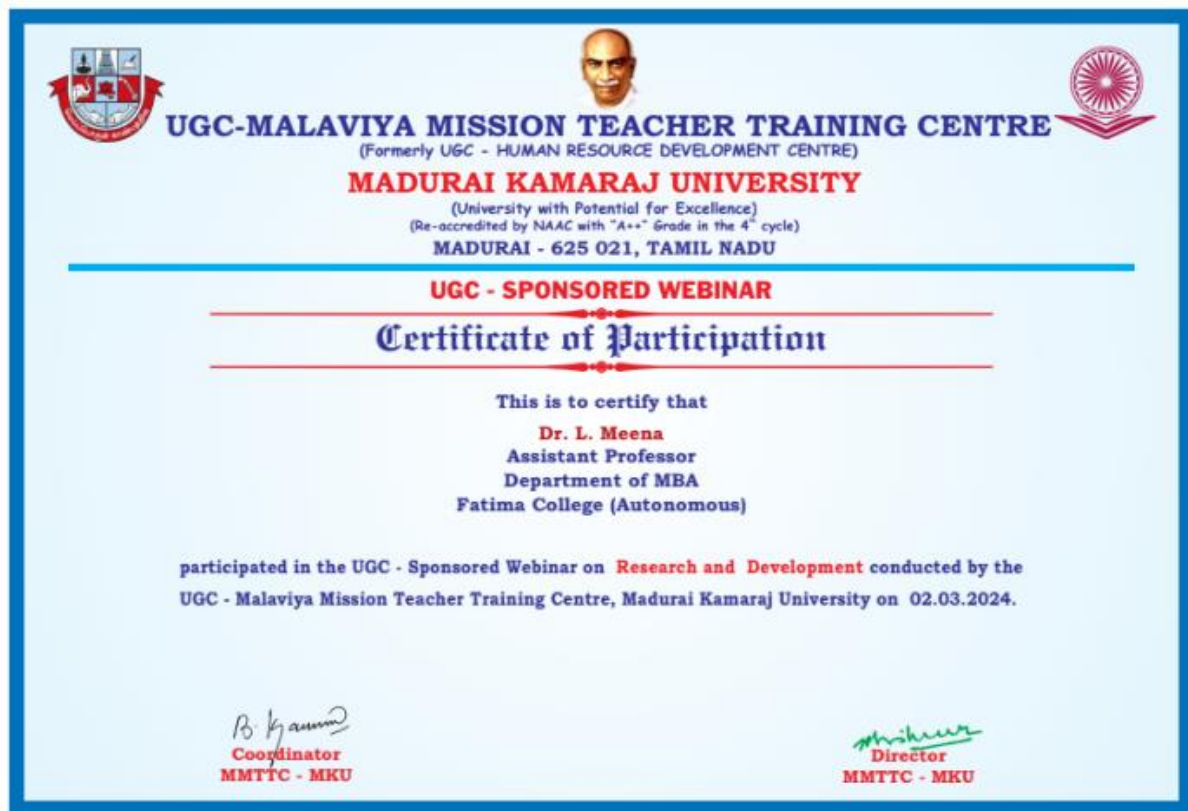 UGC-MALAVIYA MISSION TEACHER TRAINING CENTRE
(Formerly UGC - HUMAN RESOURCE DEVELOPMENT CENTRE)
MADURAI KAMARAJ UNIVERSITY
(University with Potential for Excellence)
(Re-accredited by NAAC with "A++" Grade in the 4th cycle)
MADURAI - 625 021, TAMIL NADU
UGC - SPONSORED WEBINAR
Certificate of Participation
This is to certify that
Dr. L. Meena
Assistant Professor
Department of MBA
Fatima College (Autonomous)
participated in the UGC - Sponsored Webinar on Research and Development conducted by the
UGC - Malaviya Mission Teacher Training Centre, Madurai Kamaraj University on 02.03.2024.
Coordinator
MMTTC - MKU
Director
MMTTC - MKU